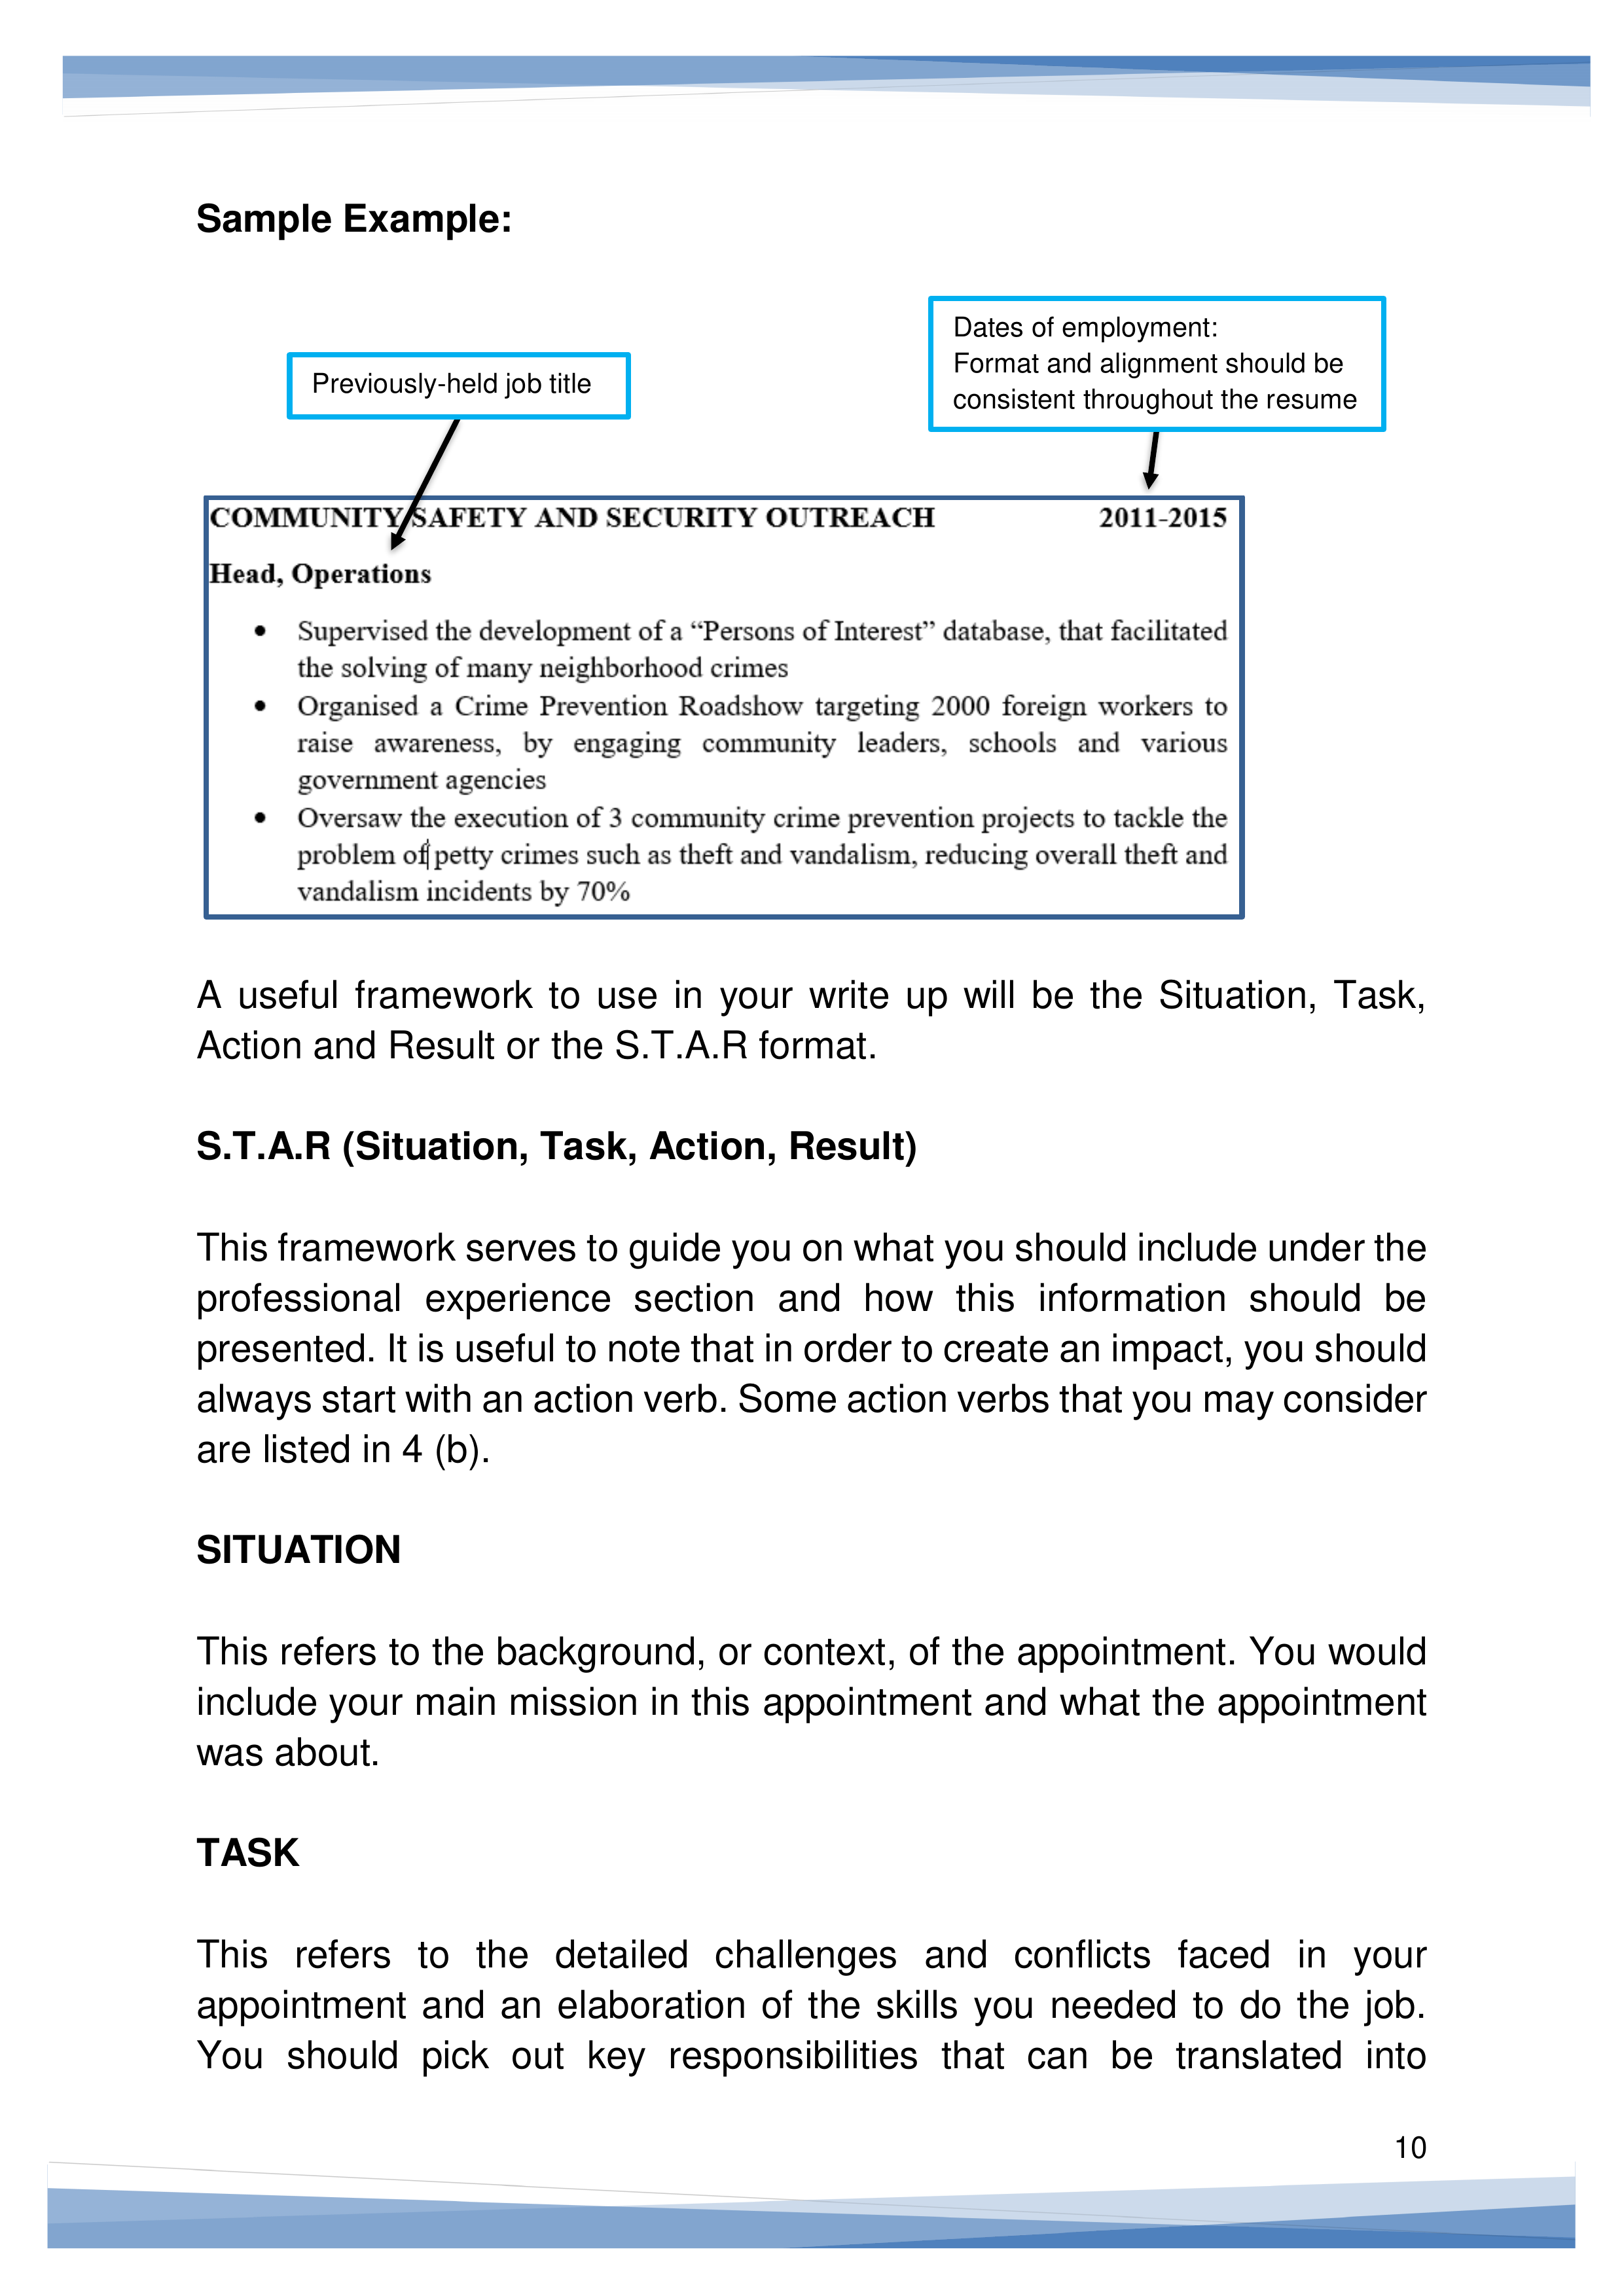 Sample Example:
Dates of employment:
Format and alignment should be
consistent throughout the resume
Previously-held job title
COMMUNITY SAFETY AND SECURITY OUTREACH 2011-2015
Head, Operations
• Supervised the development of a “Persons of Interest” database, that facilitated
the solving of many neighborhood crimes
• Organised a Crime Prevention Roadshow targeting 2000 foreign workers to
raise awareness, by engaging community leaders, schools and various
government agencies
• Oversaw the execution of 3 community crime prevention projects to tackle the
problem of petty crimes such as theft and vandalism, reducing overall theft and
vandalism incidents by 70%
A useful framework to use in your write up will be the Situation, Task,
Action and Result or the S.T.A.R format.
S.T.A.R (Situation, Task, Action, Result)
This framework serves to guide you on what you should include under the
professional experience section and how this information should be
presented. It is useful to note that in order to create an impact, you should
always start with an action verb. Some action verbs that you may consider
are listed in 4 (b).
SITUATION
This refers to the background, or context, of the appointment. You would
include your main mission in this appointment and what the appointment
was about.
TASK
This refers to the detailed challenges and conflicts faced in your
appointment and an elaboration of the skills you needed to do the job.
You should pick out key responsibilities that can be translated into
10